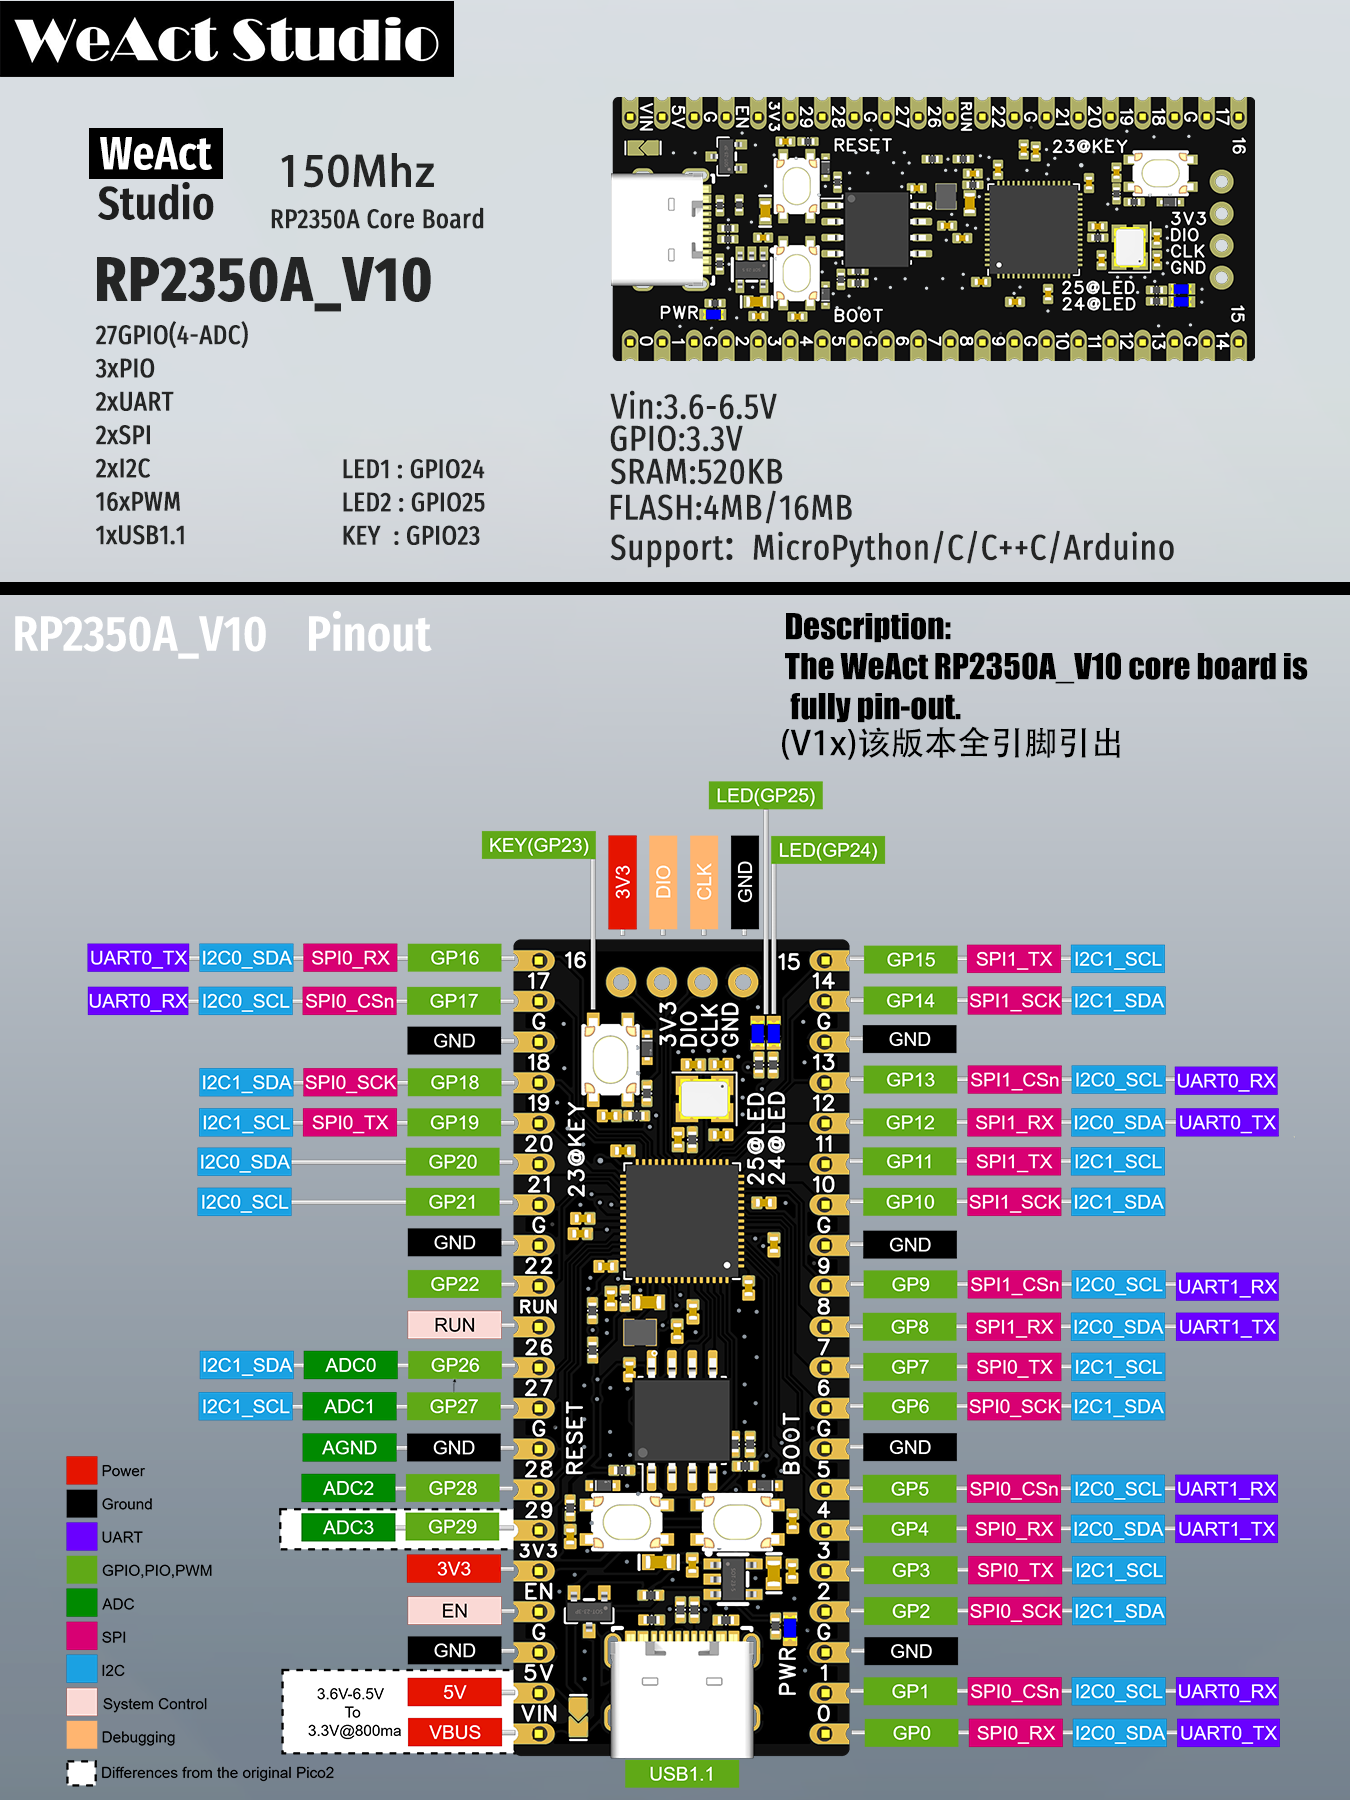 WeAct Studio
WeAct
Studio
150Mhz
RP2350A Core Board
RP2350A_V10
27GPIO(4-ADC)
3xPIO
2xUART
2xSPI
2xI2C
16xPWM
1xUSB1.1
LED1 : GPIO24
LED2 : GPIO25
KEY : GPIO23
VIN 5V G EN 3V3 29 28 G 27 26 RUN 22 G 21 20 19 18 G 17 16
RESET
23@KEY
3V3
DIO
CLK
GND
25@LED
24@LED
PWR
BOOT
0 1 G 2 3 4 5 G 6 7 8 9 G 10 11 12 13 G 14 15
Vin:3.6-6.5V
GPIO:3.3V
SRAM:520KB
FLASH:4MB/16MB
Support：MicroPython/C/C++C/Arduino
RP2350A_V10 Pinout
Description:
The WeAct RP2350A_V10 core board is
fully pin-out.
(V1x)该版本全引脚引出
LED(GP25)
KEY(GP23) 3V3 DIO CLK GND LED(GP24)
UART0_TX I2C0_SDA SPI0_RX GP16 16 15 GP15 SPI1_TX I2C1_SCL
UART0_RX I2C0_SCL SPI0_CSn GP17 17 14 GP14 SPI1_SCK I2C1_SDA
GND G G GND
3V3 DIO CLK GND
I2C1_SDA SPI0_SCK GP18 18 13 GP13 SPI1_CSn I2C0_SCL UART0_RX
I2C1_SCL SPI0_TX GP19 19 12 GP12 SPI1_RX I2C0_SDA UART0_TX
23@KEY 25@LED 24@LED
I2C0_SDA GP20 20 11 GP11 SPI1_TX I2C1_SCL
I2C0_SCL GP21 21 10 GP10 SPI1_SCK I2C1_SDA
GND G G GND
GP22 22 9 GP9 SPI1_CSn I2C0_SCL UART1_RX
RUN RUN 8 GP8 SPI1_RX I2C0_SDA UART1_TX
I2C1_SDA ADC0 GP26 26 7 GP7 SPI0_TX I2C1_SCL
I2C1_SCL ADC1 GP27 27 6 GP6 SPI0_SCK I2C1_SDA
AGND GND G G GND
RESET BOOT
ADC2 GP28 28 5 GP5 SPI0_CSn I2C0_SCL UART1_RX
ADC3 GP29 29 4 GP4 SPI0_RX I2C0_SDA UART1_TX
3V3 3V3 3 GP3 SPI0_TX I2C1_SCL
EN EN 2 GP2 SPI0_SCK I2C1_SDA
GND G G GND
PWR
5V 5V 1 GP1 SPI0_CSn I2C0_SCL UART0_RX
VBUS VIN 0 GP0 SPI0_RX I2C0_SDA UART0_TX
3.6V-6.5V
To
3.3V@800ma
USB1.1
Power
Ground
UART
GPIO,PIO,PWM
ADC
SPI
I2C
System Control
Debugging
Differences from the original Pico2